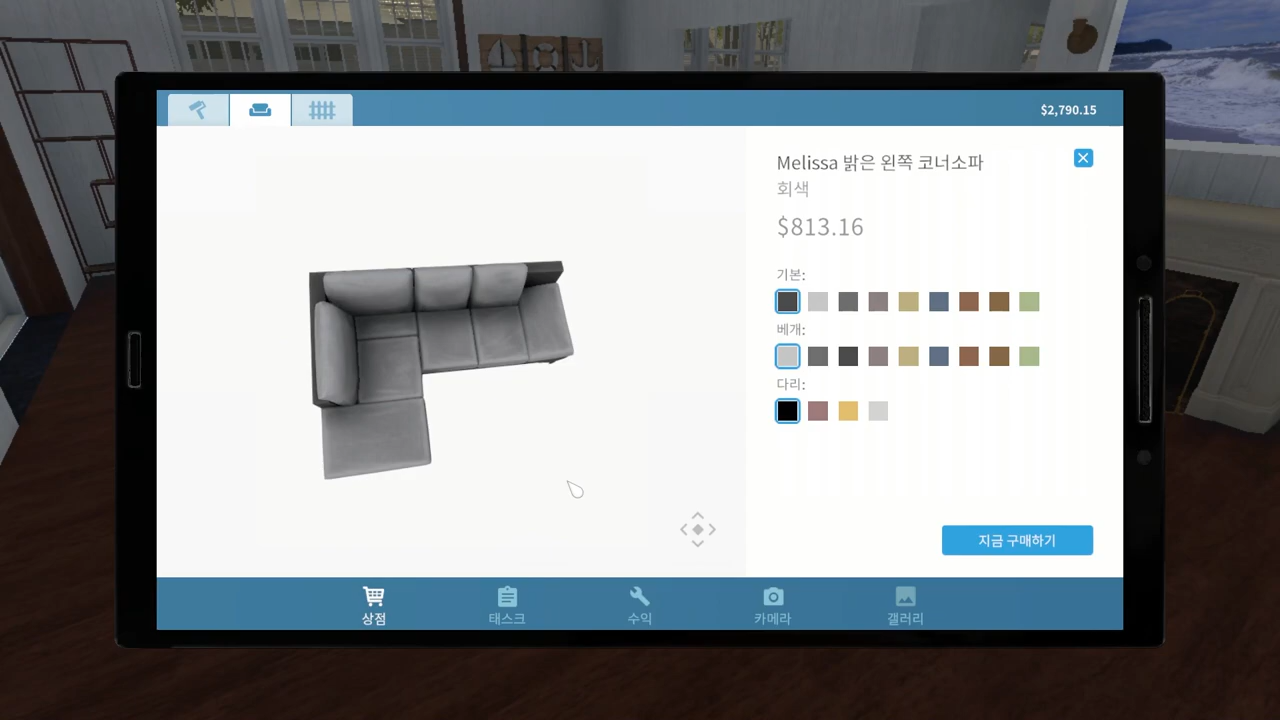 $2,790.15
Melissa 밝은 왼쪽 코너소파
회색
$813.16
기본:
베개:
다리:
지금 구매하기
상점
태스크
수익
카메라
갤러리